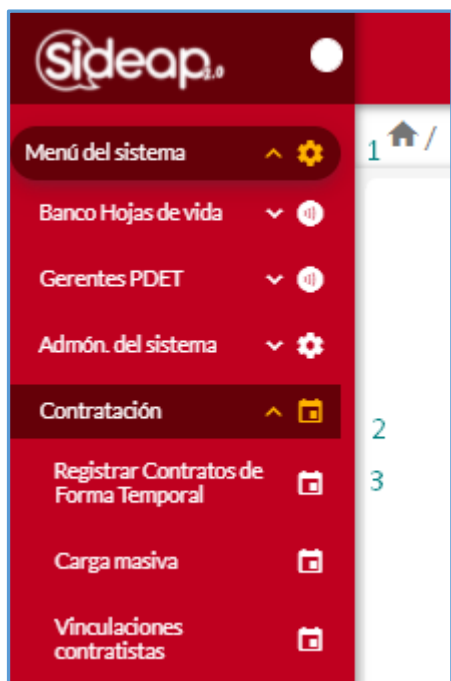 Sideap 2.0
Menú del sistema
1
/
Banco Hojas de vida
Gerentes PDET
Admón. del sistema
Contratación
2
Registrar Contratos de
Forma Temporal
3
Carga masiva
Vinculaciones
contratistas